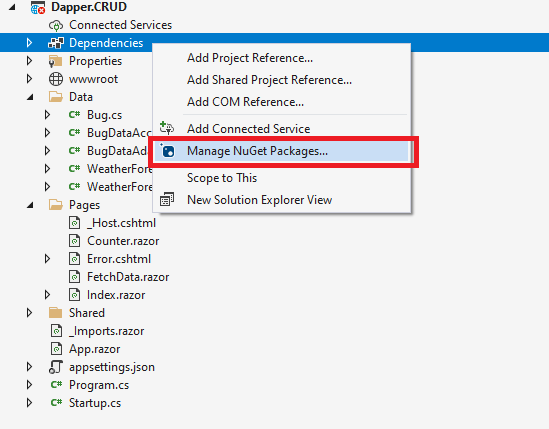 Dapper.CRUD
Connected Services
Dependencies
Properties
wwwroot
Data
C# Bug.cs
C# BugDataAcc
C# BugDataAda
C# WeatherFore
C# WeatherFore
Pages
_Host.cshtml
Counter.razor
Error.cshtml
FetchData.razor
Index.razor
Shared
_Imports.razor
App.razor
appsettings.json
C# Program.cs
C# Startup.cs
Add Project Reference...
Add Shared Project Reference...
Add COM Reference...
Add Connected Service
Manage NuGet Packages...
Scope to This
New Solution Explorer View